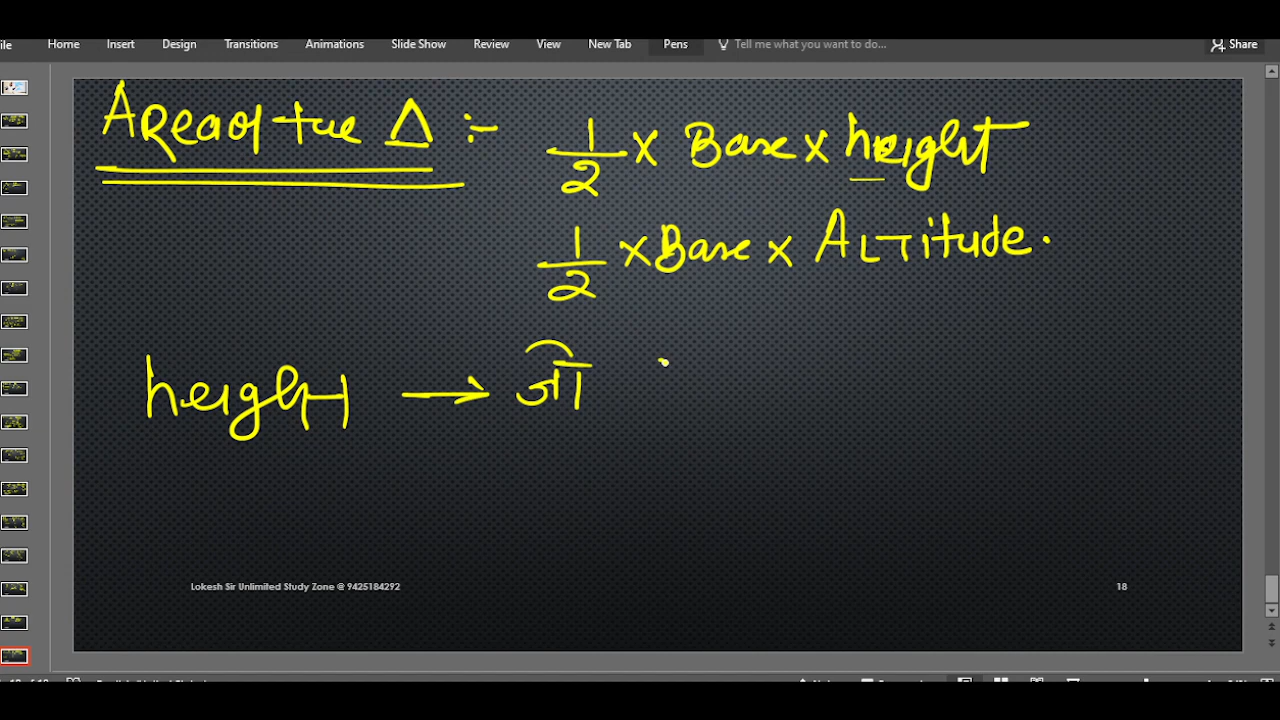 File Home Insert Design Transitions Animations Slide Show Review View New Tab Pens Tell me what you want to do... Share
Area of the Δ :- 1/2 × Base × height
1/2 × Base × Altitude.
height →
Lokesh Sir Unlimited Study Zone @ 9425184292 18